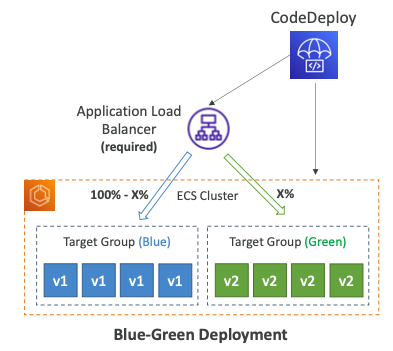 CodeDeploy
Application Load
Balancer
(required)
100% - X%
ECS Cluster
X%
Target Group (Blue)
Target Group (Green)
v1 v1 v1 v1
v2 v2 v2 v2
Blue-Green Deployment